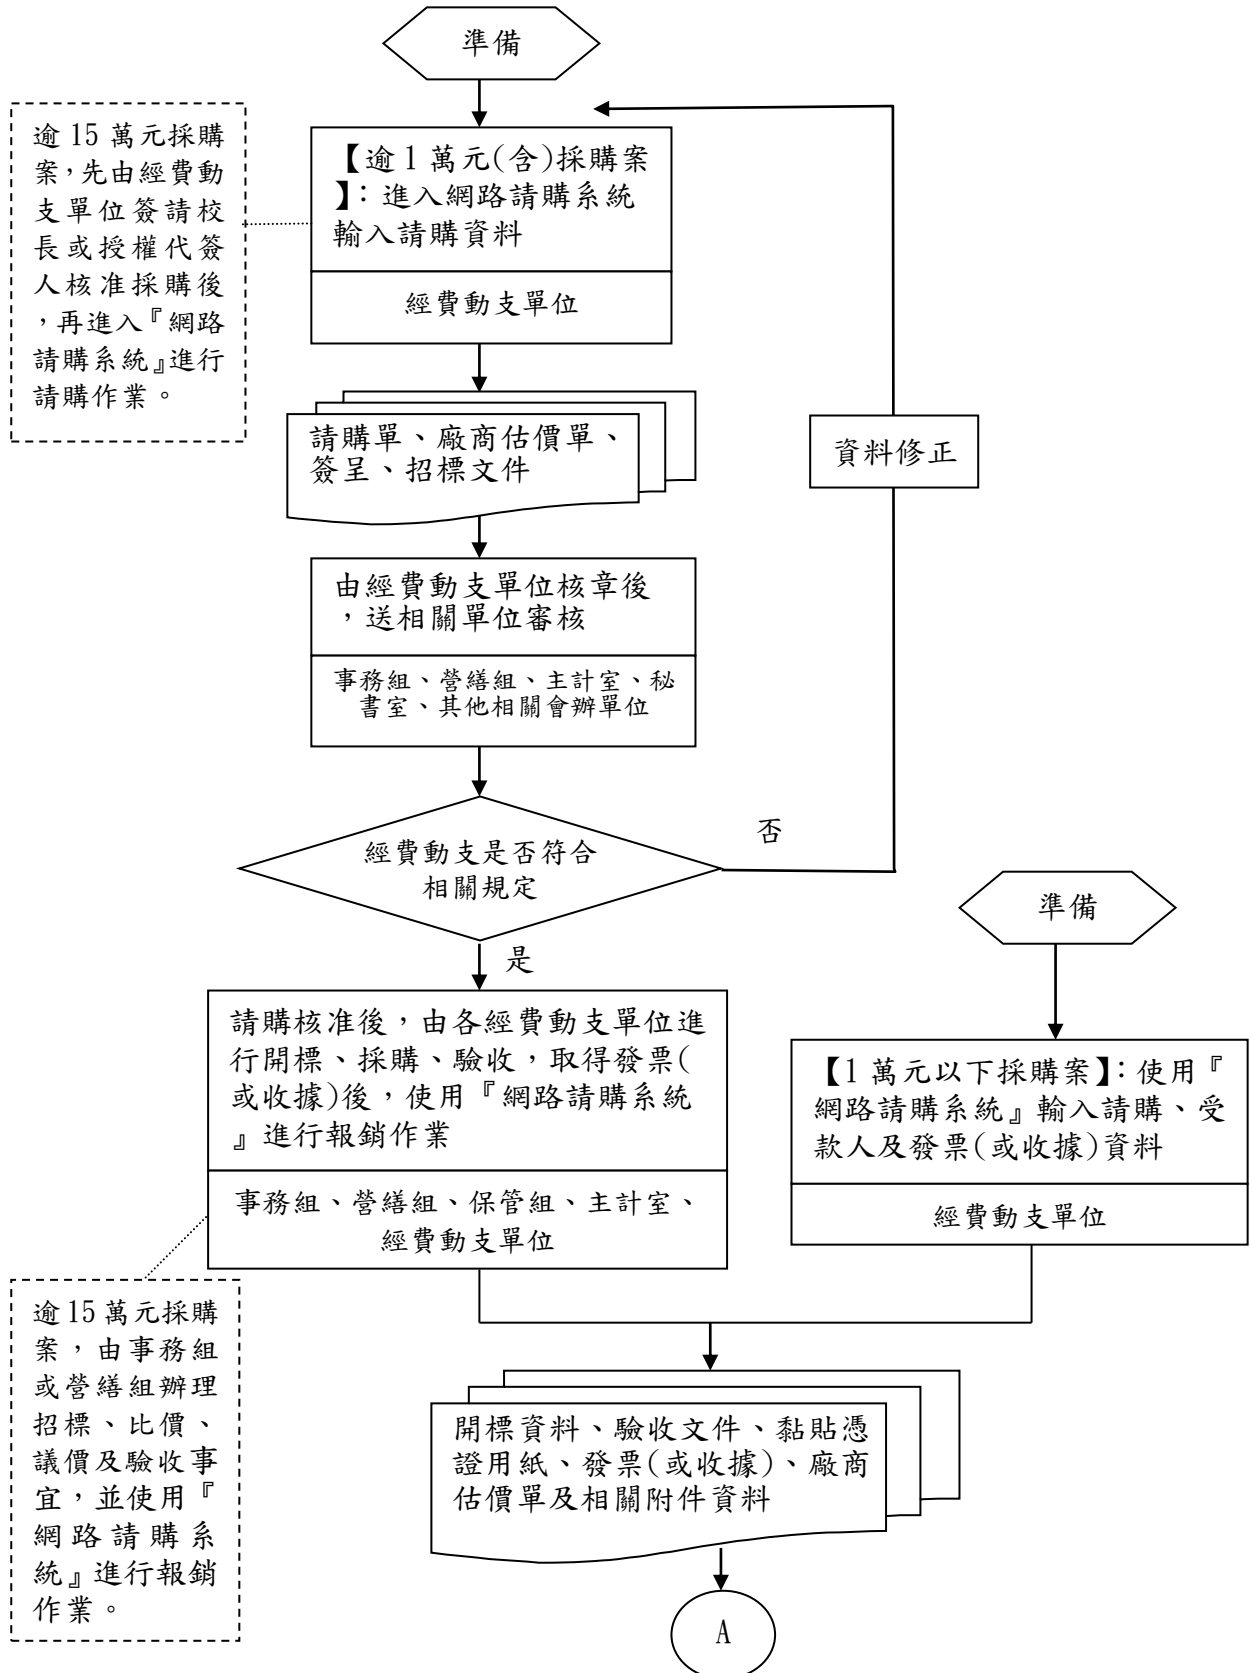 準備
逾15萬元採購
案，先由經費動
支單位簽請校
長或授權代簽
人核准採購後
，再進入『網路
請購系統』進行
請購作業。
【逾1萬元(含)採購案
】：進入網路請購系統
輸入請購資料
經費動支單位
請購單、廠商估價單、
簽呈、招標文件
資料修正
由經費動支單位核章後
，送相關單位審核
事務組、營繕組、主計室、秘
書室、其他相關會辦單位
經費動支是否符合
相關規定
否
是
準備
請購核准後，由各經費動支單位進
行開標、採購、驗收，取得發票(
或收據)後，使用『網路請購系統
』進行報銷作業
事務組、營繕組、保管組、主計室、
經費動支單位
【1萬元以下採購案】：使用『
網路請購系統』輸入請購、受
款人及發票(或收據)資料
經費動支單位
逾15萬元採購
案，由事務組
或營繕組辦理
招標、比價、
議價及驗收事
宜，並使用『
網路請購系
統』進行報銷
作業。
開標資料、驗收文件、黏貼憑
證用紙、發票(或收據)、廠商
估價單及相關附件資料
A